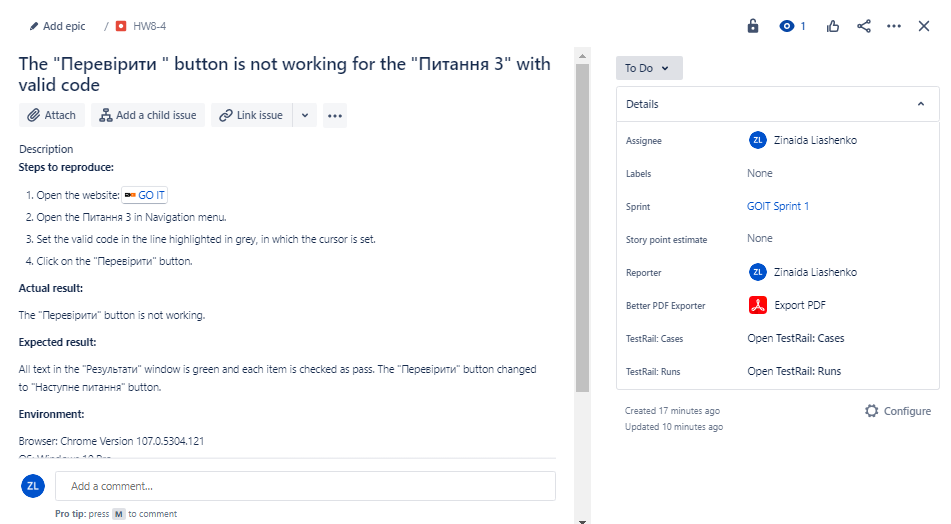 Add epic / HW8-4
1
The "Перевірити " button is not working for the "Питання 3" with
valid code
Attach Add a child issue Link issue
Description
Steps to reproduce:
1. Open the website: GO IT
2. Open the Питання 3 in Navigation menu.
3. Set the valid code in the line highlighted in grey, in which the cursor is set.
4. Click on the "Перевірити" button.
Actual result:
The "Перевірити" button is not working.
Expected result:
All text in the "Результати" window is green and each item is checked as pass. The "Перевірити" button changed
to "Наступне питання" button.
Environment:
Browser: Chrome Version 107.0.5304.121
OS: Windows 10 Pro
ZL Add a comment...
Pro tip: press M to comment
To Do
Details
Assignee ZL Zinaida Liashenko
Labels None
Sprint GOIT Sprint 1
Story point estimate None
Reporter ZL Zinaida Liashenko
Better PDF Exporter Export PDF
TestRail: Cases Open TestRail: Cases
TestRail: Runs Open TestRail: Runs
Created 17 minutes ago Configure
Updated 10 minutes ago